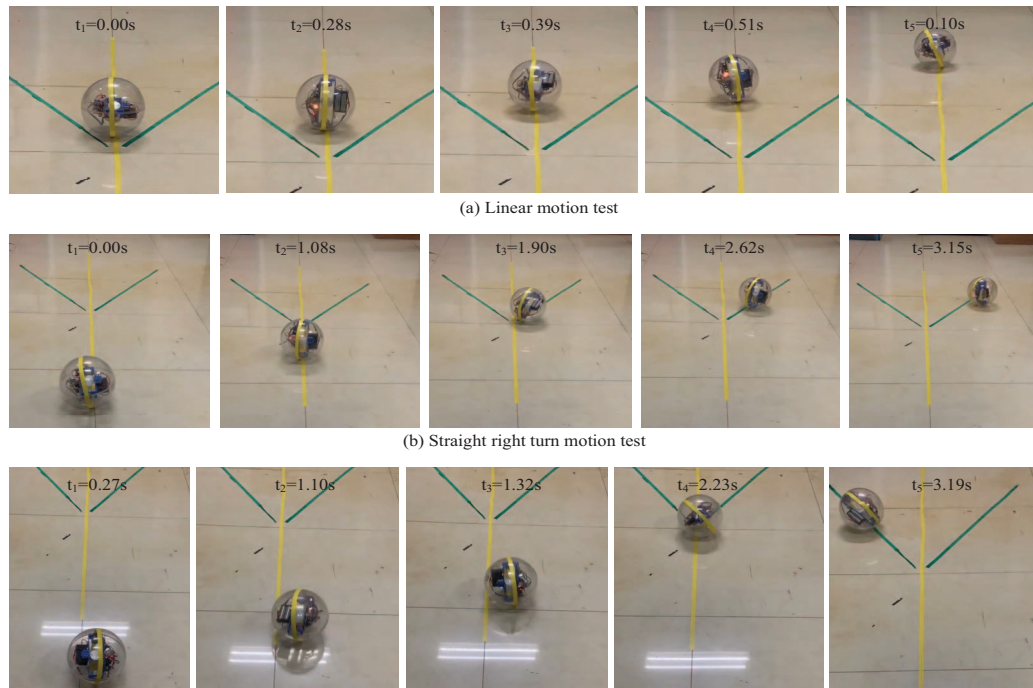 t₁=0.00s t₂=0.28s t₃=0.39s t₄=0.51s t₅=0.10s
(a) Linear motion test
t₁=0.00s t₂=1.08s t₃=1.90s t₄=2.62s t₅=3.15s
(b) Straight right turn motion test
t₁=0.27s t₂=1.10s t₃=1.32s t₄=2.23s t₅=3.19s